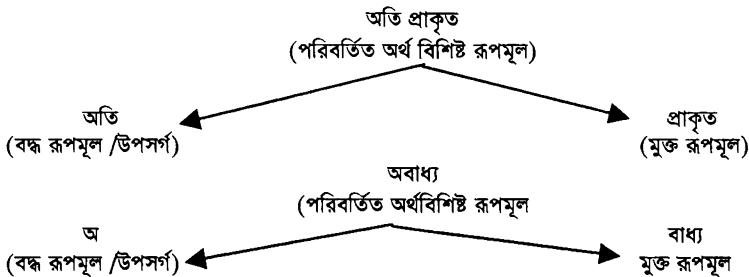 অতি প্রাকৃত
(পরিবর্তিত অর্থ বিশিষ্ট রূপমূল)
অতি প্রাকৃত
(বদ্ধ রূপমূল /উপসর্গ) (মুক্ত রূপমূল)
অবাধ্য
(পরিবর্তিত অর্থবিশিষ্ট রূপমূল
অ বাধ্য
(বদ্ধ রূপমূল /উপসর্গ) মুক্ত রূপমূল